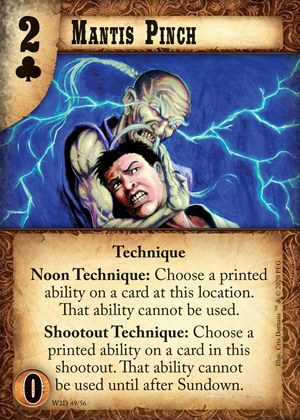 2
MANTIS PINCH
Technique
Noon Technique: Choose a printed
ability on a card at this location.
That ability cannot be used.
Shootout Technique: Choose a
printed ability on a card in this
shootout. That ability cannot
be used until after Sundown.
0
W2D 49/56